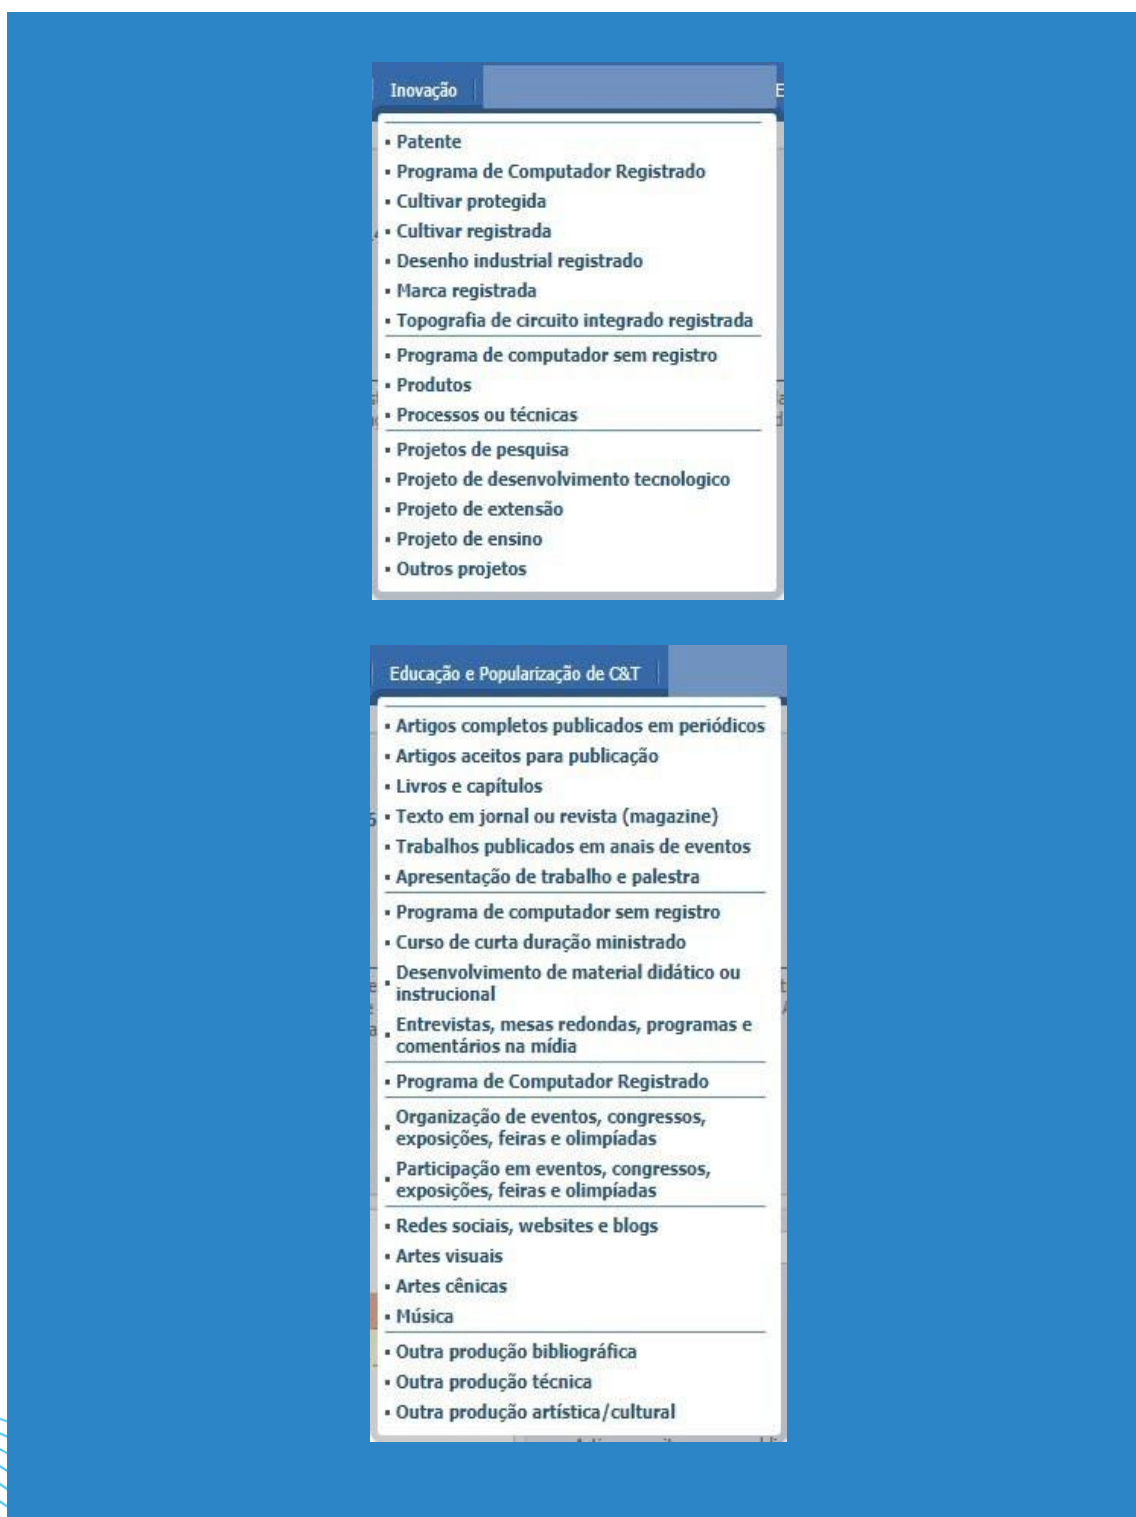 Inovação
▪ Patente
▪ Programa de Computador Registrado
▪ Cultivar protegida
▪ Cultivar registrada
▪ Desenho industrial registrado
▪ Marca registrada
▪ Topografia de circuito integrado registrada
▪ Programa de computador sem registro
▪ Produtos
▪ Processos ou técnicas
▪ Projetos de pesquisa
▪ Projeto de desenvolvimento tecnologico
▪ Projeto de extensão
▪ Projeto de ensino
▪ Outros projetos
Educação e Popularização de C&T
▪ Artigos completos publicados em periódicos
▪ Artigos aceitos para publicação
▪ Livros e capítulos
▪ Texto em jornal ou revista (magazine)
▪ Trabalhos publicados em anais de eventos
▪ Apresentação de trabalho e palestra
▪ Programa de computador sem registro
▪ Curso de curta duração ministrado
▪ Desenvolvimento de material didático ou
instrucional
▪ Entrevistas, mesas redondas, programas e
comentários na mídia
▪ Programa de Computador Registrado
▪ Organização de eventos, congressos,
exposições, feiras e olimpíadas
▪ Participação em eventos, congressos,
exposições, feiras e olimpíadas
▪ Redes sociais, websites e blogs
▪ Artes visuais
▪ Artes cênicas
▪ Música
▪ Outra produção bibliográfica
▪ Outra produção técnica
▪ Outra produção artística/cultural